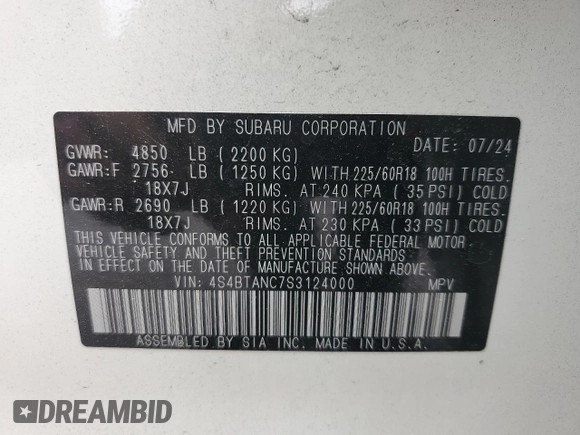 MFD BY SUBARU CORPORATION
DATE: 07/24
GVWR: 4850 LB (2200 KG)
GAWR:F 2756 LB (1250 KG) WITH 225/60R18 100H TIRES.
18X7J RIMS. AT 240 KPA (35 PSI) COLD
GAWR:R 2690 LB (1220 KG) WITH 225/60R18 100H TIRES.
18X7J RIMS. AT 230 KPA (33 PSI) COLD
THIS VEHICLE CONFORMS TO ALL APPLICABLE FEDERAL MOTOR
VEHICLE SAFETY, BUMPER, AND THEFT PREVENTION STANDARDS
IN EFFECT ON THE DATE OF MANUFACTURE SHOWN ABOVE.
VIN: 4S4BTANC7S3124000 MPV
ASSEMBLED BY SIA INC. MADE IN U.S.A.
DREAMBID